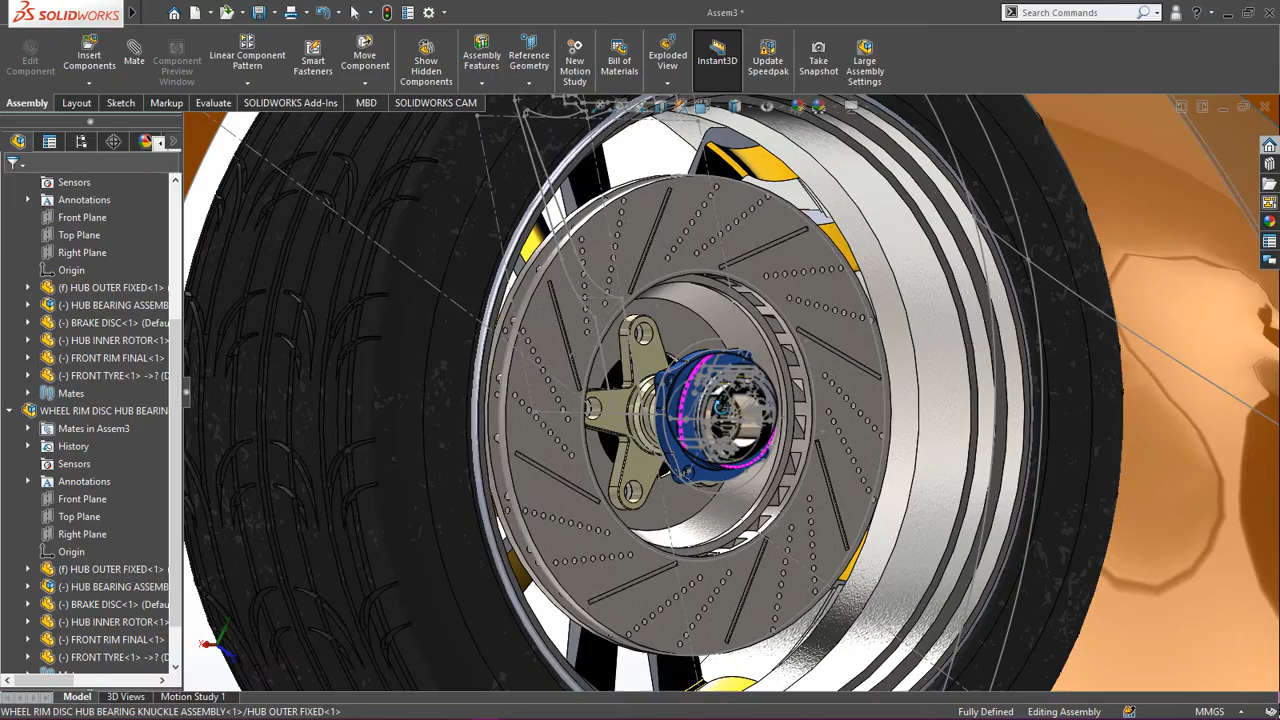 SOLIDWORKS
Assem3 *
Search Commands
Edit Component
Insert Components
Mate
Component Preview Window
Linear Component Pattern
Smart Fasteners
Move Component
Show Hidden Components
Assembly Features
Reference Geometry
New Motion Study
Bill of Materials
Exploded View
Instant3D
Update Speedpak
Take Snapshot
Large Assembly Settings
Assembly
Layout
Sketch
Markup
Evaluate
SOLIDWORKS Add-Ins
MBD
SOLIDWORKS CAM
Sensors
Annotations
Front Plane
Top Plane
Right Plane
Origin
(f) HUB OUTER FIXED<1>
(-) HUB BEARING ASSEMB
(-) BRAKE DISC<1> (Defau
(-) HUB INNER ROTOR<1>
(-) FRONT RIM FINAL<1>
(-) FRONT TYRE<1> ->? (D
Mates
WHEEL RIM DISC HUB BEARIN
Mates in Assem3
History
Sensors
Annotations
Front Plane
Top Plane
Right Plane
Origin
(f) HUB OUTER FIXED<1>
(-) HUB BEARING ASSEMB
(-) BRAKE DISC<1> (Defau
(-) HUB INNER ROTOR<1>
(-) FRONT RIM FINAL<1>
(-) FRONT TYRE<1> ->? (D
Model
3D Views
Motion Study 1
WHEEL RIM DISC HUB BEARING KNUCKLE ASSEMBLY<1>/HUB OUTER FIXED<1>
Fully Defined
Editing Assembly
MMGS